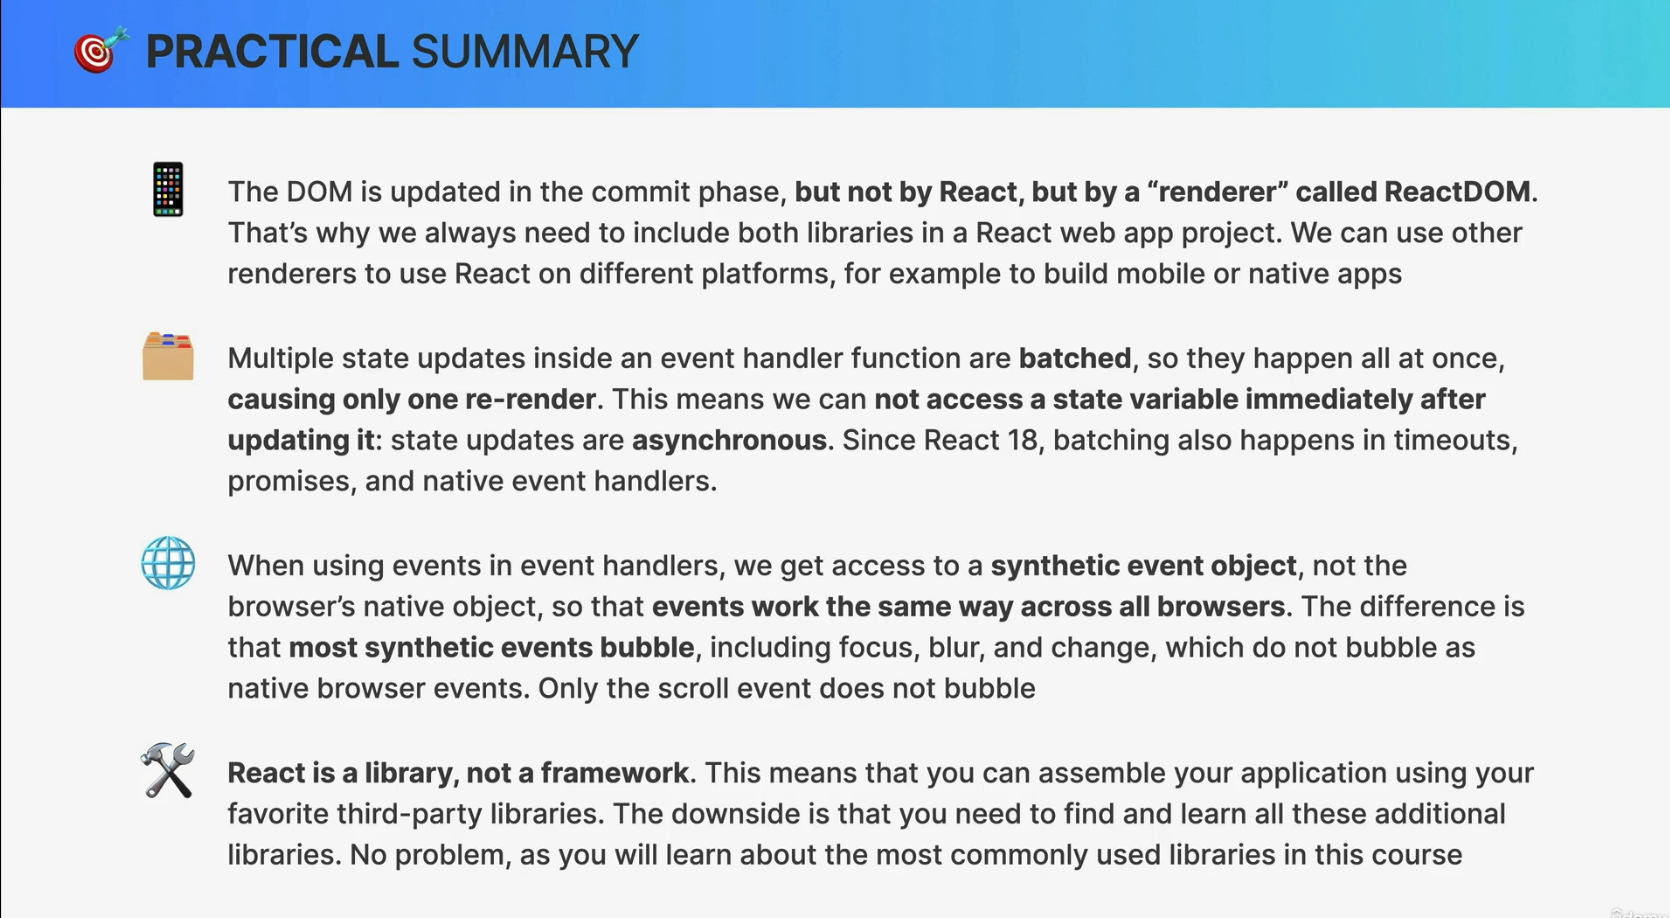 PRACTICAL SUMMARY
The DOM is updated in the commit phase, but not by React, but by a “renderer” called ReactDOM.
That’s why we always need to include both libraries in a React web app project. We can use other
renderers to use React on different platforms, for example to build mobile or native apps
Multiple state updates inside an event handler function are batched, so they happen all at once,
causing only one re-render. This means we can not access a state variable immediately after
updating it: state updates are asynchronous. Since React 18, batching also happens in timeouts,
promises, and native event handlers.
When using events in event handlers, we get access to a synthetic event object, not the
browser’s native object, so that events work the same way across all browsers. The difference is
that most synthetic events bubble, including focus, blur, and change, which do not bubble as
native browser events. Only the scroll event does not bubble
React is a library, not a framework. This means that you can assemble your application using your
favorite third-party libraries. The downside is that you need to find and learn all these additional
libraries. No problem, as you will learn about the most commonly used libraries in this course